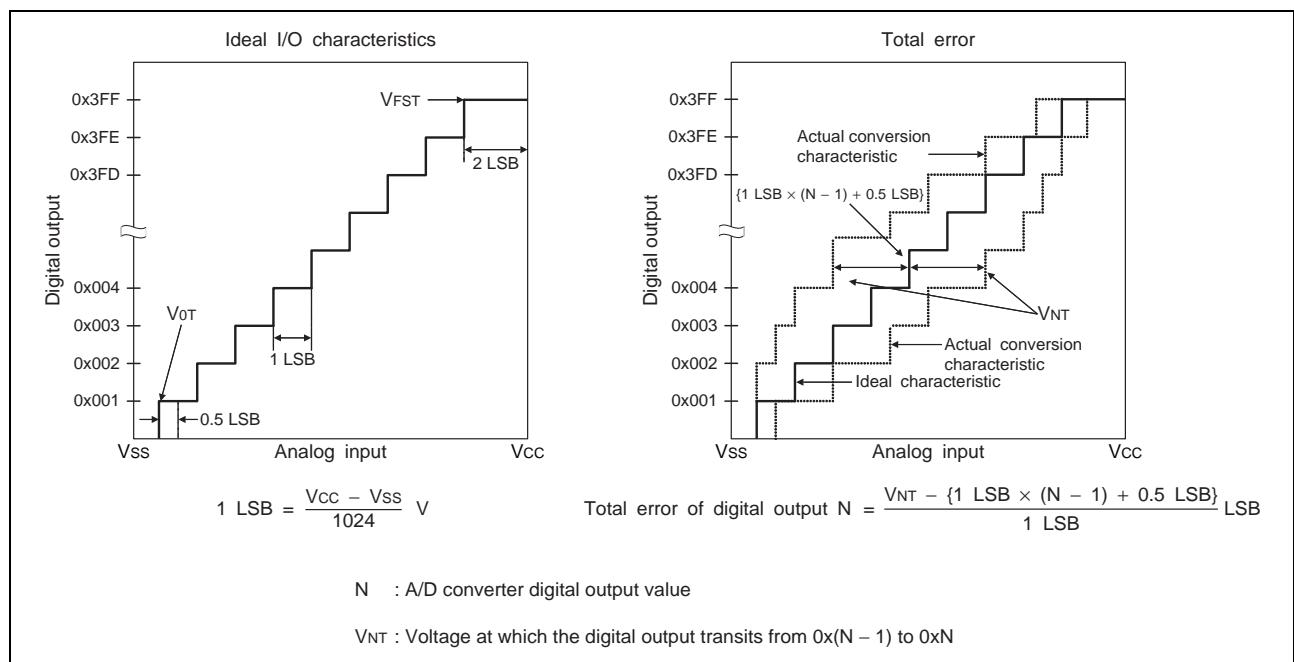 Ideal I/O characteristics
0x3FF
0x3FE
0x3FD
0x004
0x003
0x002
0x001
Digital output
VFST
2 LSB
V0T
1 LSB
0.5 LSB
VSS
Analog input
VCC
1 LSB = VCC − VSS / 1024 V
Total error
0x3FF
0x3FE
0x3FD
0x004
0x003
0x002
0x001
Digital output
Actual conversion
characteristic
{1 LSB × (N − 1) + 0.5 LSB}
VNT
Actual conversion
characteristic
Ideal characteristic
VSS
Analog input
VCC
Total error of digital output N = VNT − {1 LSB × (N − 1) + 0.5 LSB} / 1 LSB LSB
N : A/D converter digital output value
VNT : Voltage at which the digital output transits from 0x(N − 1) to 0xN